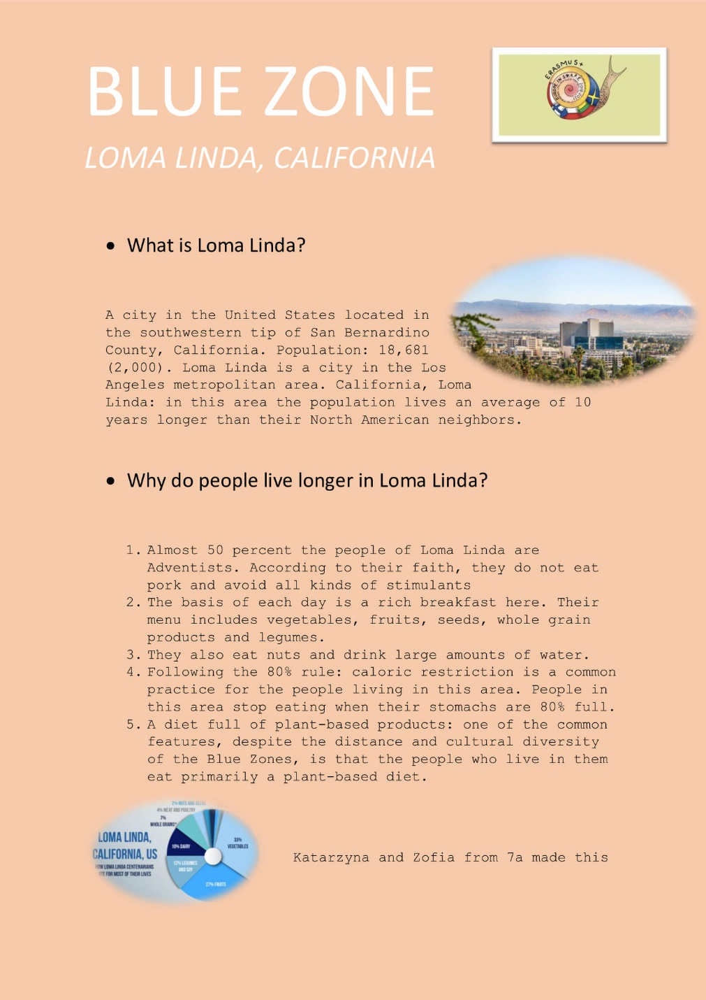 BLUE ZONE
LOMA LINDA, CALIFORNIA
ERASMUS+
EUROPE IN S.H.A.P.E.
• What is Loma Linda?
A city in the United States located in
the southwestern tip of San Bernardino
County, California. Population: 18,681
(2,000). Loma Linda is a city in the Los
Angeles metropolitan area. California, Loma
Linda: in this area the population lives an average of 10
years longer than their North American neighbors.
• Why do people live longer in Loma Linda?
1. Almost 50 percent the people of Loma Linda are
Adventists. According to their faith, they do not eat
pork and avoid all kinds of stimulants
2. The basis of each day is a rich breakfast here. Their
menu includes vegetables, fruits, seeds, whole grain
products and legumes.
3. They also eat nuts and drink large amounts of water.
4. Following the 80% rule: caloric restriction is a common
practice for the people living in this area. People in
this area stop eating when their stomachs are 80% full.
5. A diet full of plant-based products: one of the common
features, despite the distance and cultural diversity
of the Blue Zones, is that the people who live in them
eat primarily a plant-based diet.
2% NUTS AND SEEDS
4% MEAT AND POULTRY
7%
WHOLE GRAINS*
LOMA LINDA,
CALIFORNIA, US
HOW LOMA LINDA CENTENARIANS
ATE FOR MOST OF THEIR LIVES
10% DAIRY
33%
VEGETABLES
12% LEGUMES
AND SOY
27% FRUITS
Katarzyna and Zofia from 7a made this